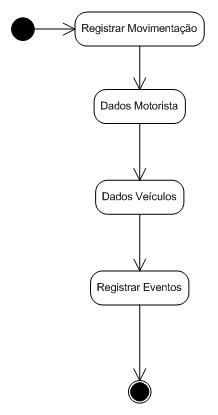 Registrar Movimentação
Dados Motorista
Dados Veículos
Registrar Eventos